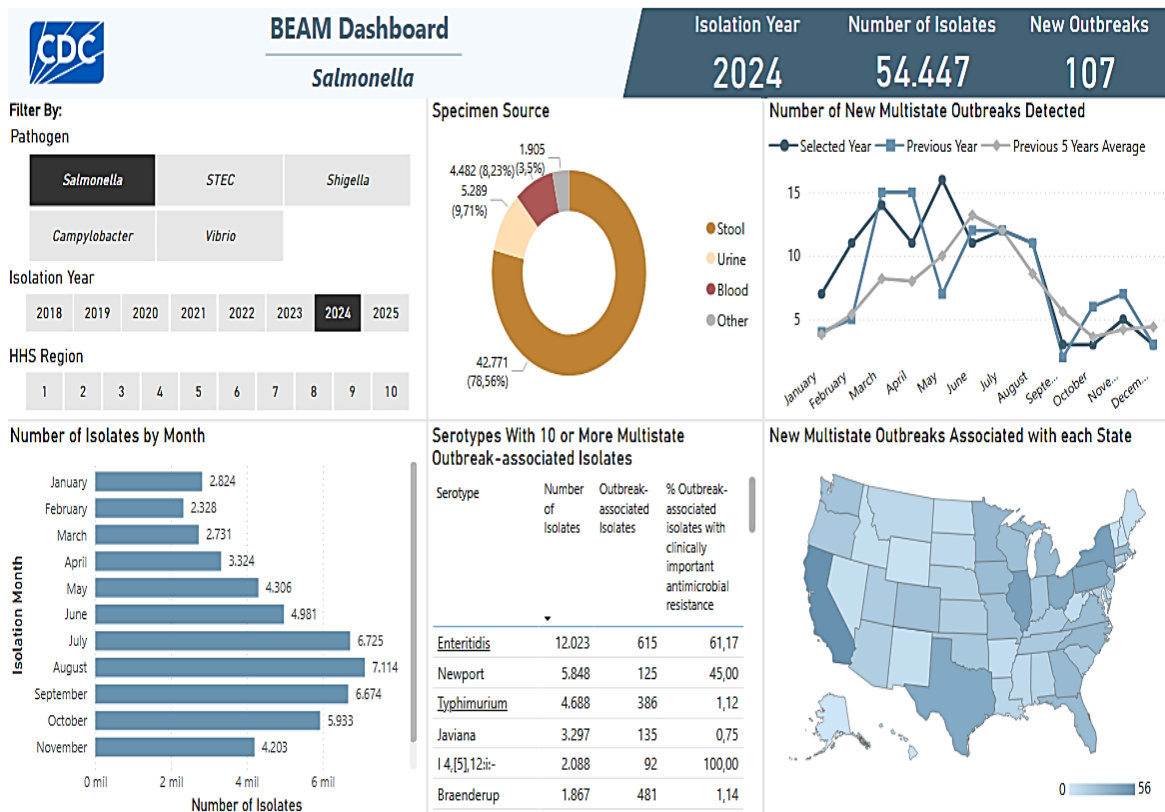 CDC
BEAM Dashboard
Salmonella
Isolation Year
2024
Number of Isolates
54.447
New Outbreaks
107
Filter By:
Pathogen
Salmonella
STEC
Shigella
Campylobacter
Vibrio
Isolation Year
2018 2019 2020 2021 2022 2023 2024 2025
HHS Region
1 2 3 4 5 6 7 8 9 10
Specimen Source
1.905
(3,5%)
4.482 (8,23%)
5.289
(9,71%)
42.771
(78,56%)
Stool
Urine
Blood
Other
Number of New Multistate Outbreaks Detected
Selected Year Previous Year Previous 5 Years Average
15
10
5
January
February
March
April
May
June
July
August
Septe...
October
Nove...
Decem...
Number of Isolates by Month
Isolation Month
January 2.824
February 2.328
March 2.731
April 3.324
May 4.306
June 4.981
July 6.725
August 7.114
September 6.674
October 5.933
November 4.203
0 mil 2 mil 4 mil 6 mil
Number of Isolates
Serotypes With 10 or More Multistate
Outbreak-associated Isolates
Serotype
Number
of
Isolates
Outbreak-
associated
Isolates
% Outbreak-
associated
isolates with
clinically
important
antimicrobial
resistance
Enteritidis 12.023 615 61,17
Newport 5.848 125 45,00
Typhimurium 4.688 386 1,12
Javiana 3.297 135 0,75
I 4,[5],12:i:- 2.088 92 100,00
Braenderup 1.867 481 1,14
New Multistate Outbreaks Associated with each State
0 56